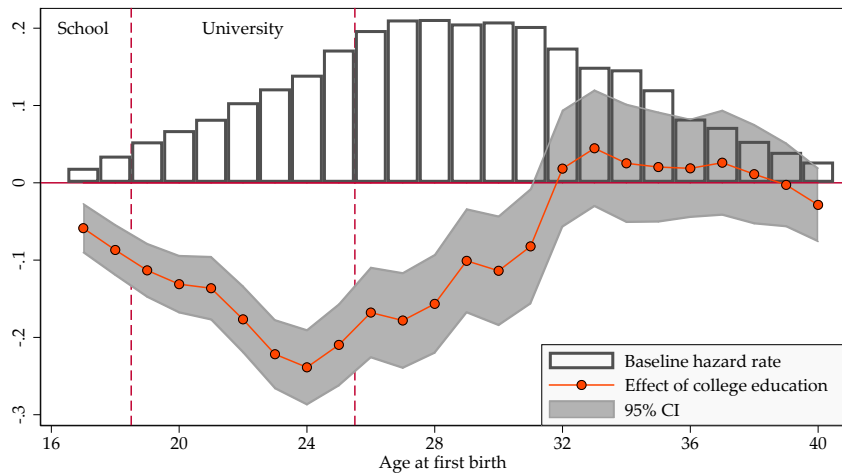 School University
.2
.1
0
-.1
-.2
-.3
16 20 24 28 32 36 40
Age at first birth
Baseline hazard rate
Effect of college education
95% CI